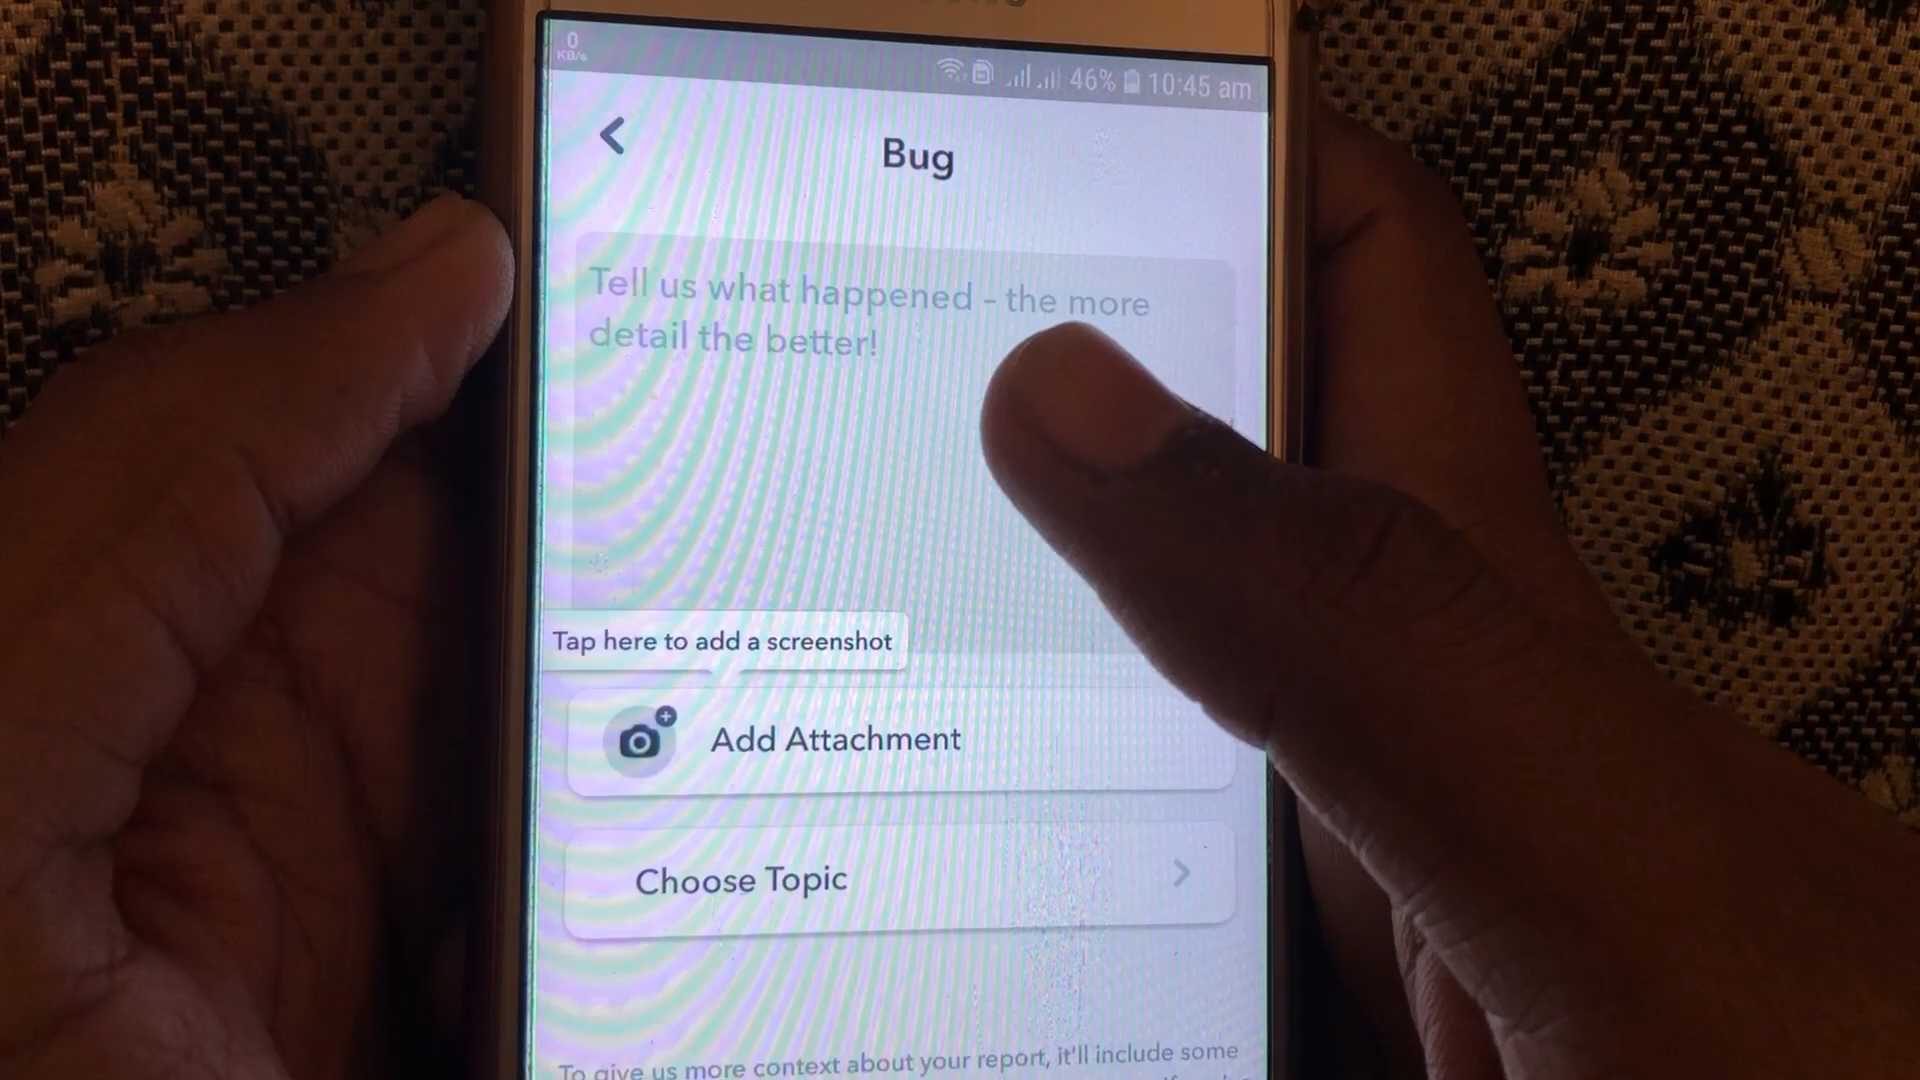 0
KB/s
46% 10:45 am
Bug
Tell us what happened - the more
detail the better!
Tap here to add a screenshot
Add Attachment
Choose Topic
To give us more context about your report, it'll include some